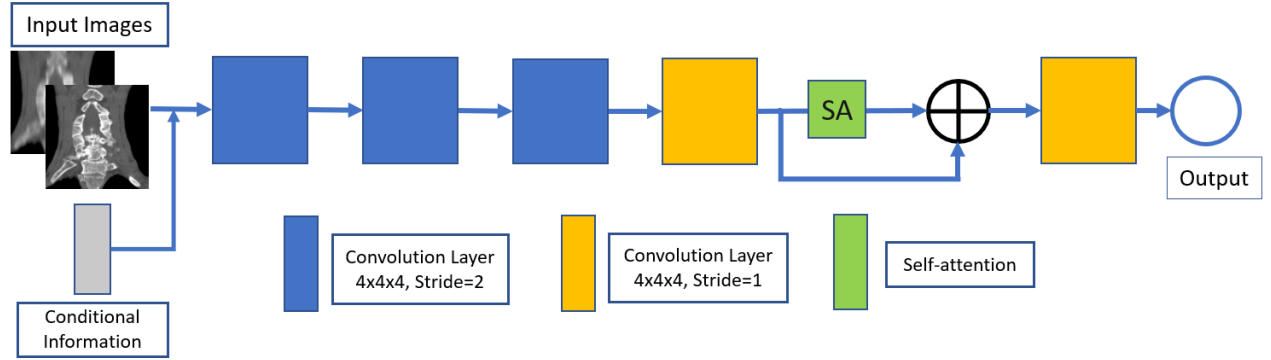 Input Images
SA
Output
Convolution Layer
4x4x4, Stride=2
Convolution Layer
4x4x4, Stride=1
Self-attention
Conditional
Information